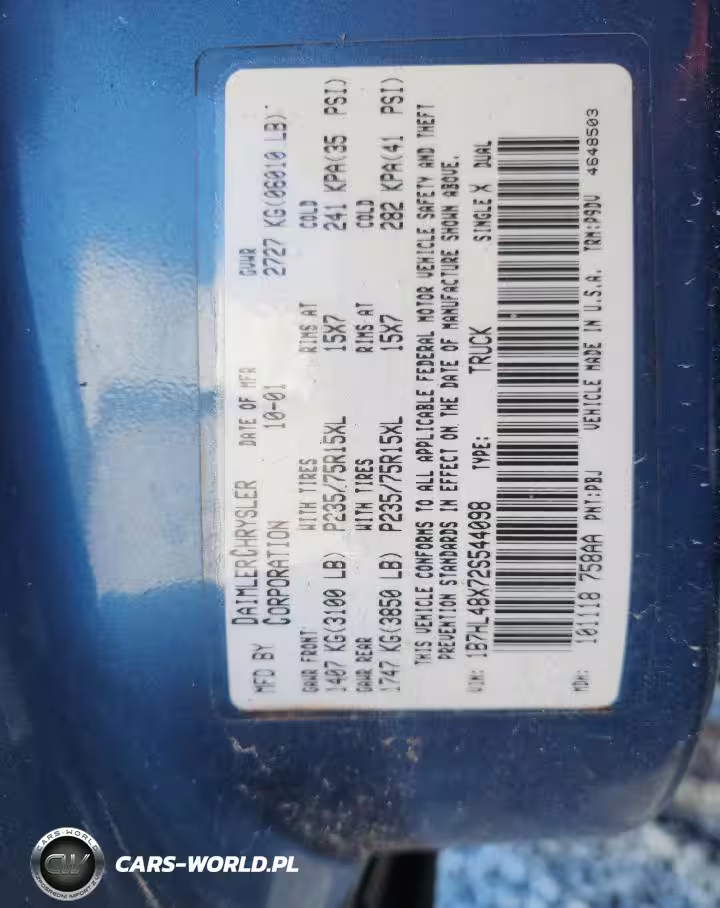 MFD BY DAIMLERCHRYSLER CORPORATION DATE OF MFR 10-01 GVWR 2727 KG(06010 LB)
GAWR FRONT WITH TIRES RIMS AT COLD
1407 KG(3100 LB) P235/75R15XL 15X7 241 KPA(35 PSI)
GAWR REAR WITH TIRES RIMS AT COLD
1747 KG(3850 LB) P235/75R15XL 15X7 282 KPA(41 PSI)
THIS VEHICLE CONFORMS TO ALL APPLICABLE FEDERAL MOTOR VEHICLE SAFETY AND THEFT
PREVENTION STANDARDS IN EFFECT ON THE DATE OF MANUFACTURE SHOWN ABOVE.
VIN: 1B7HL48X72S544098 TYPE: TRUCK SINGLE X DUAL
MDH: 101118 758AA PNT:PBJ VEHICLE MADE IN U.S.A. TRM:P9DV 4648503
CARS-WORLD
CW
CARS-WORLD.PL